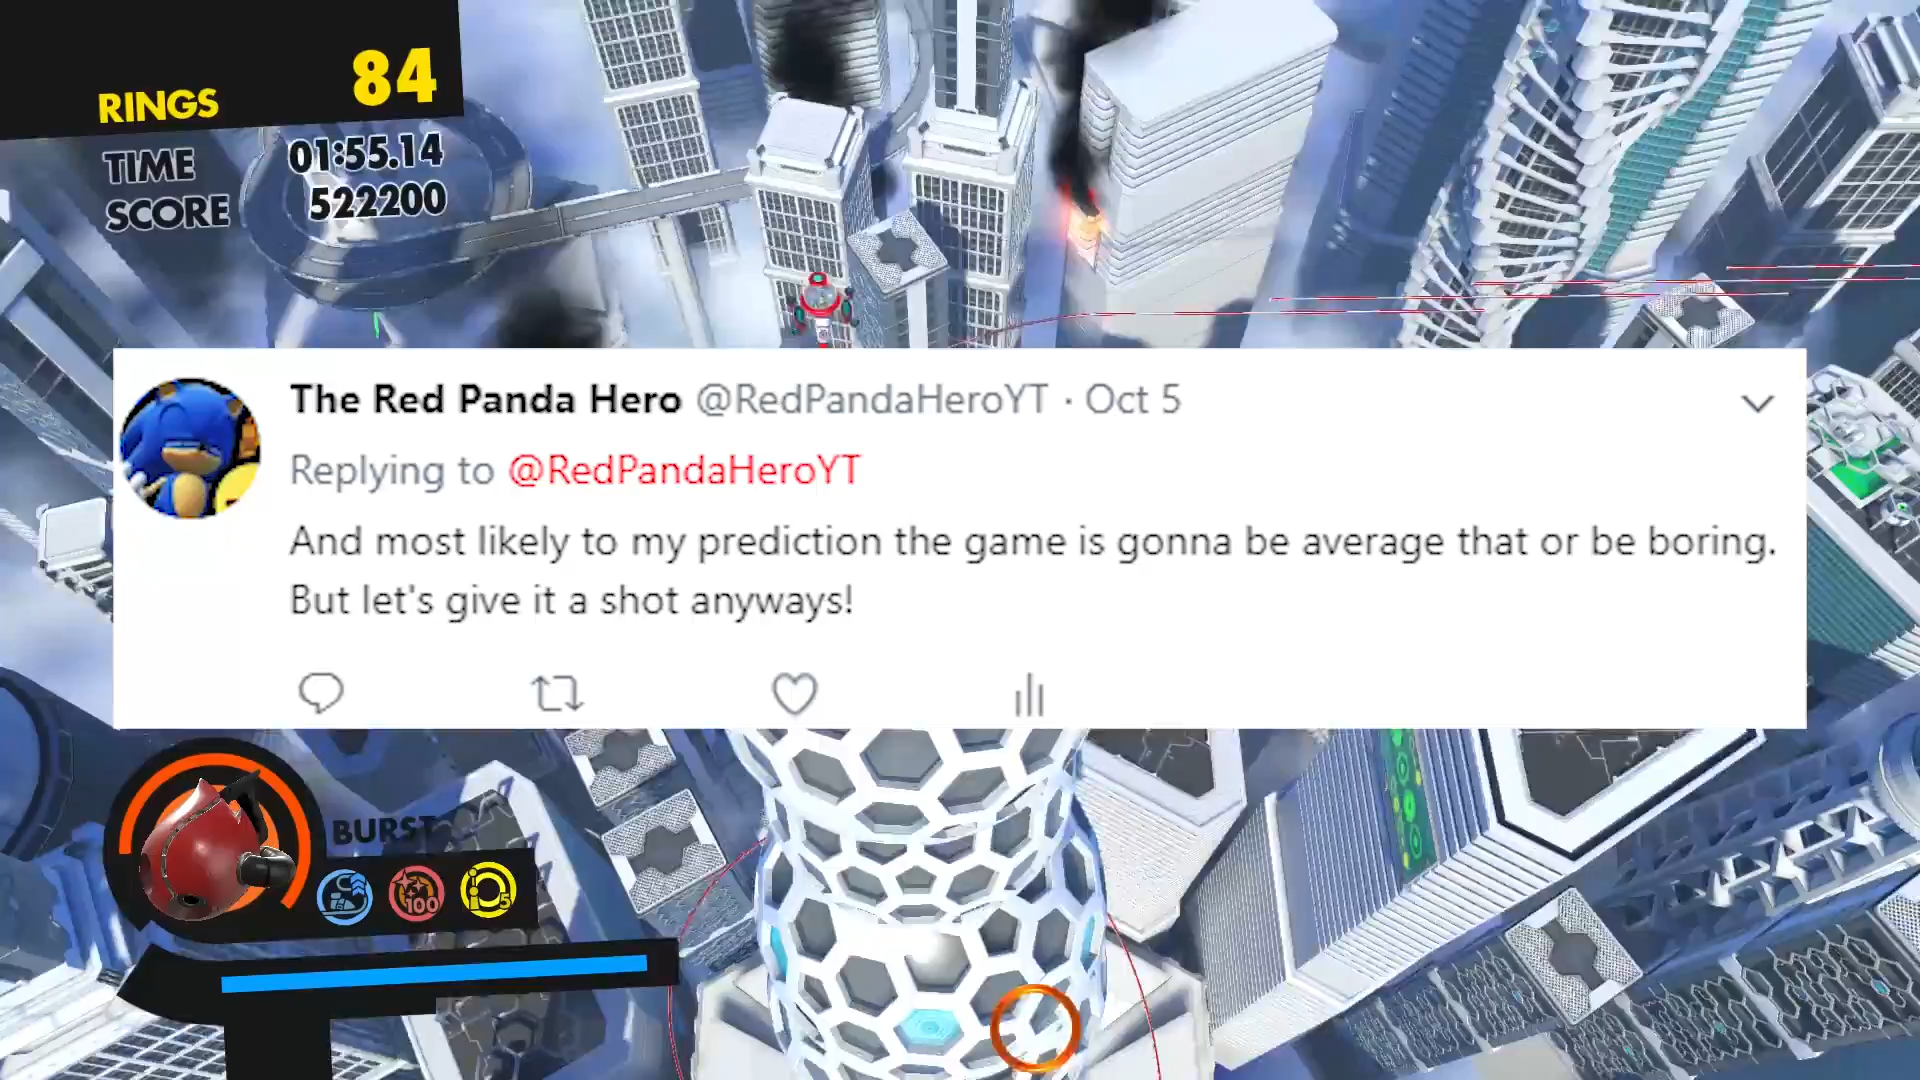 RINGS 84
TIME 01:55.14
SCORE 522200
The Red Panda Hero @RedPandaHeroYT · Oct 5
Replying to @RedPandaHeroYT
And most likely to my prediction the game is gonna be average that or be boring.
But let's give it a shot anyways!
BURST
100
5